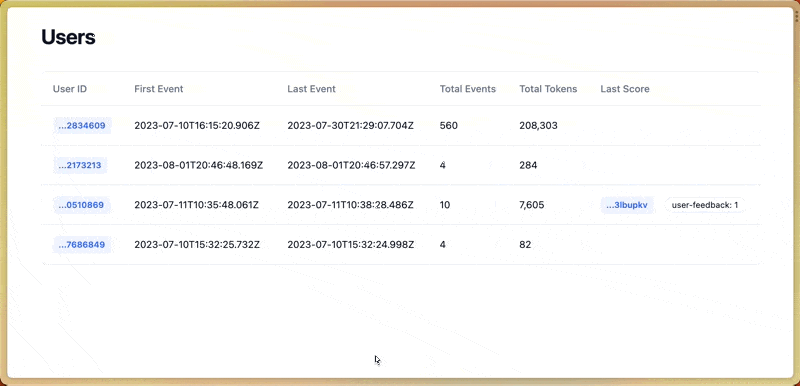 Users
User ID First Event Last Event Total Events Total Tokens Last Score
...2834609 2023-07-10T16:15:20.906Z 2023-07-30T21:29:07.704Z 560 208,303
...2173213 2023-08-01T20:46:48.169Z 2023-08-01T20:46:57.297Z 4 284
...0510869 2023-07-11T10:35:48.061Z 2023-07-11T10:38:28.486Z 10 7,605 ...3lbupkv user-feedback: 1
...7686849 2023-07-10T15:32:25.732Z 2023-07-10T15:32:24.998Z 4 82